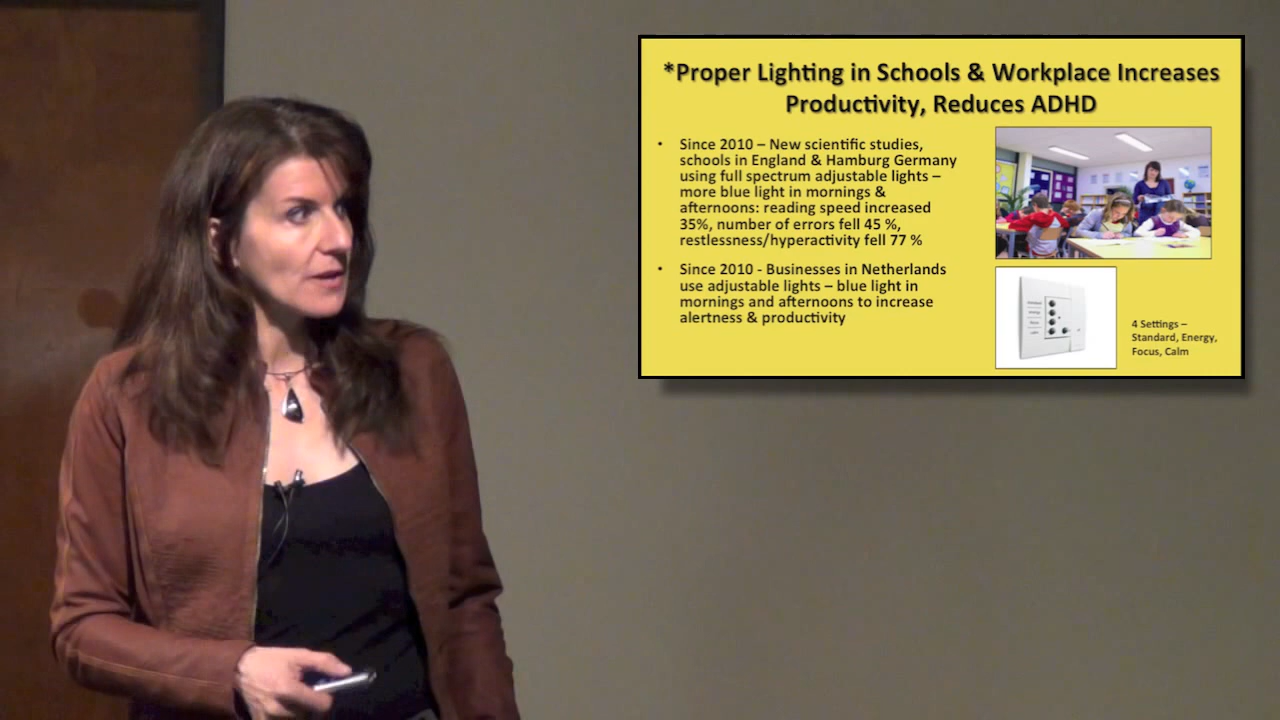 *Proper Lighting in Schools & Workplace Increases
Productivity, Reduces ADHD
• Since 2010 – New scientific studies,
schools in England & Hamburg Germany
using full spectrum adjustable lights –
more blue light in mornings &
afternoons: reading speed increased
35%, number of errors fell 45 %,
restlessness/hyperactivity fell 77 %
• Since 2010 - Businesses in Netherlands
use adjustable lights – blue light in
mornings and afternoons to increase
alertness & productivity
4 Settings –
Standard, Energy,
Focus, Calm